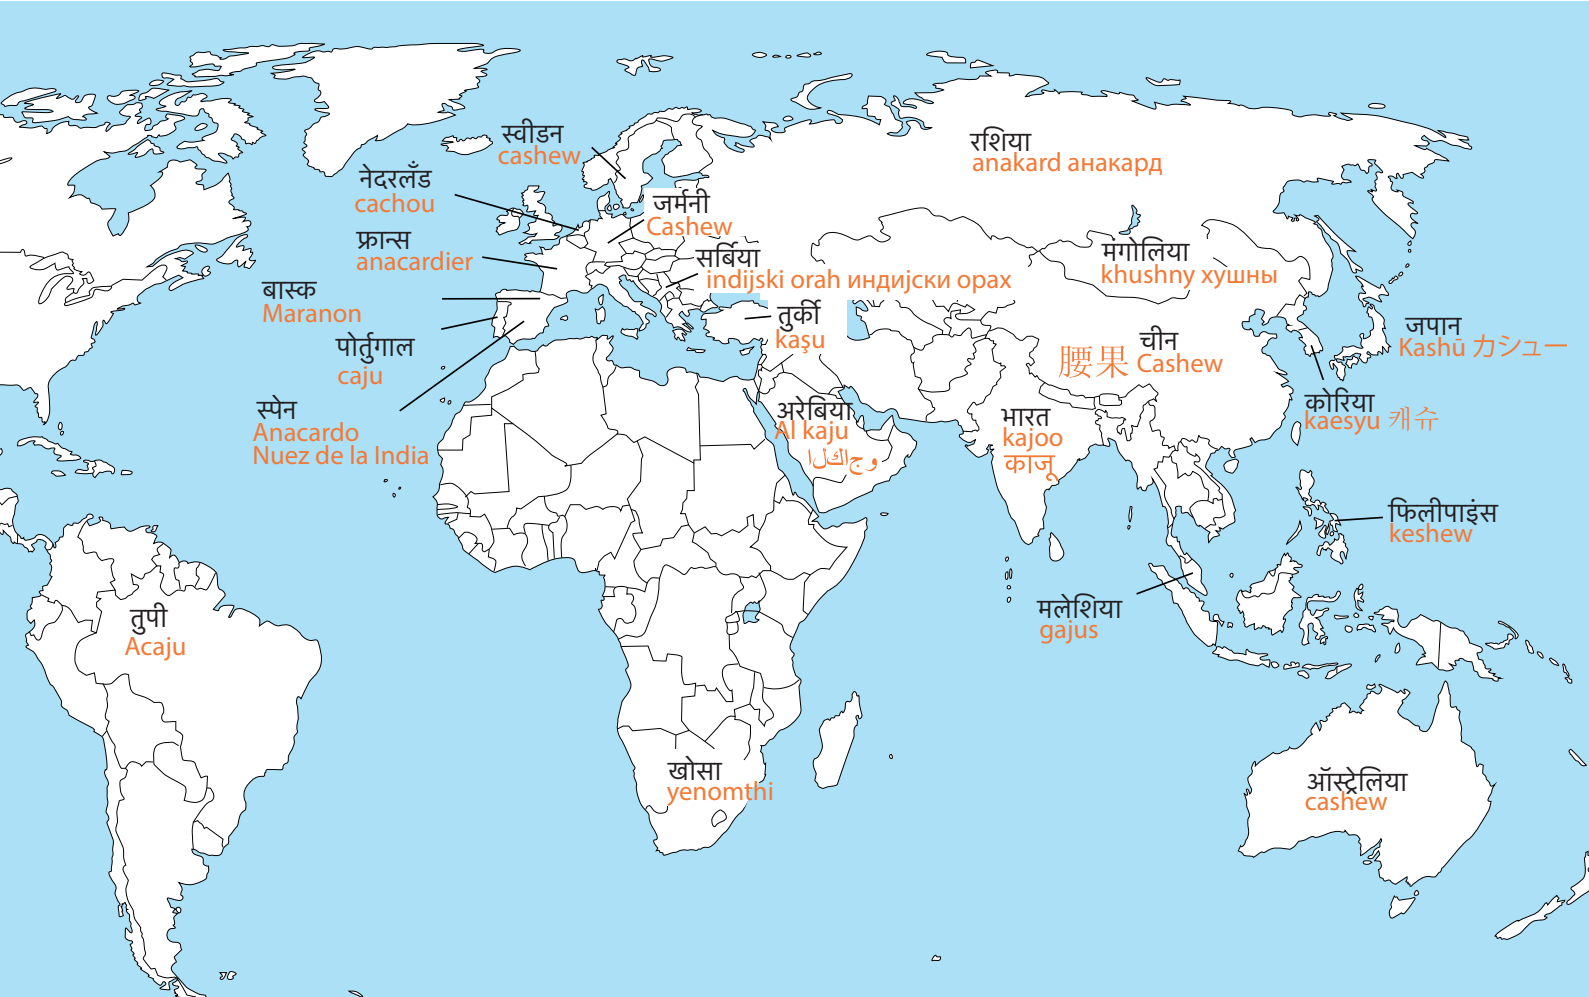 स्वीडन
cashew
रशिया
anakard анакард
नेदरलँड
cachou
जर्मनी
Cashew
फ्रान्स
anacardier
सर्बिया
indijski orah индијски орах
मंगोलिया
khushny хушны
बास्क
Maranon
तुर्की
kaşu
पोर्तुगाल
caju
चीन
腰果 Cashew
जपान
Kashū カシュー
स्पेन
Anacardo
Nuez de la India
अरेबिया
Al kaju
وجاكلا
भारत
kajoo
काजू
कोरिया
kaesyu 캐슈
फिलीपाइंस
keshew
मलेशिया
gajus
तुपी
Acaju
खोसा
yenomthi
ऑस्ट्रेलिया
cashew